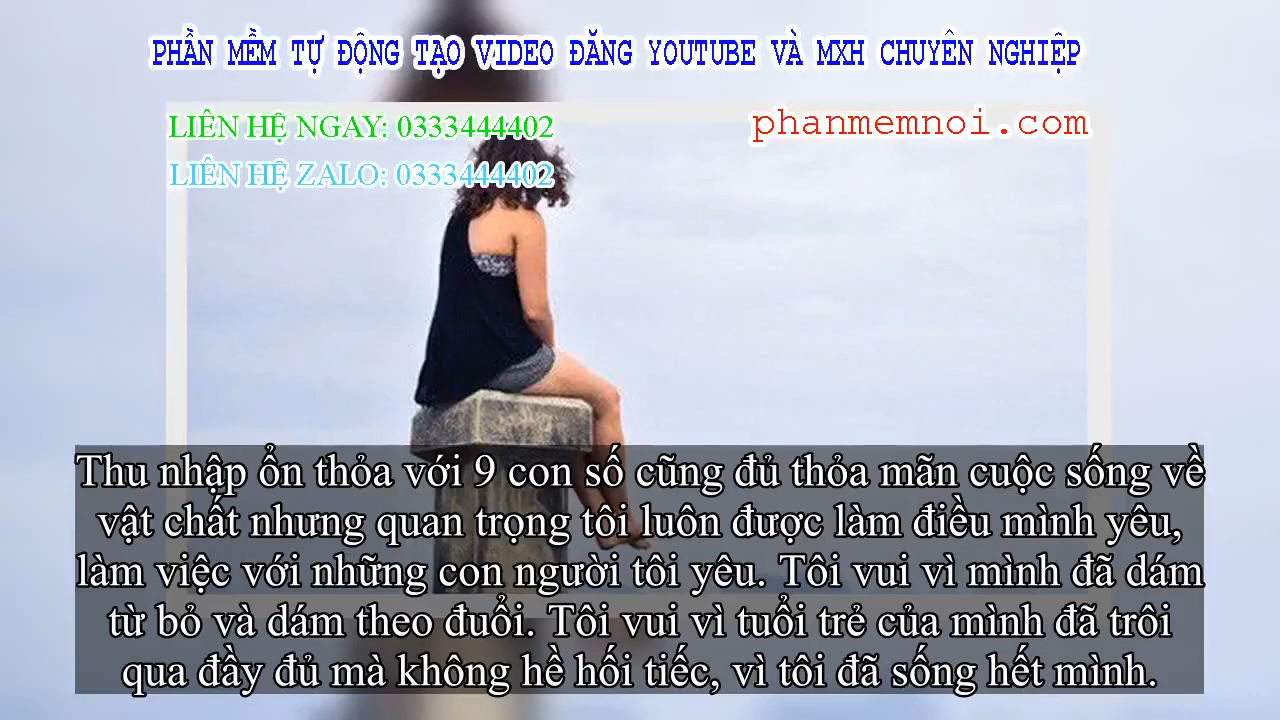 PHẦN MỀM TỰ ĐỘNG TẠO VIDEO ĐĂNG YOUTUBE VÀ MXH CHUYÊN NGHIỆP
LIÊN HỆ NGAY: 0333444402
phanmemnoi.com
LIÊN HỆ ZALO: 0333444402
Thu nhập ổn thỏa với 9 con số cũng đủ thỏa mãn cuộc sống về
vật chất nhưng quan trọng tôi luôn được làm điều mình yêu,
làm việc với những con người tôi yêu. Tôi vui vì mình đã dám
từ bỏ và dám theo đuổi. Tôi vui vì tuổi trẻ của mình đã trôi
qua đầy đủ mà không hề hối tiếc, vì tôi đã sống hết mình.